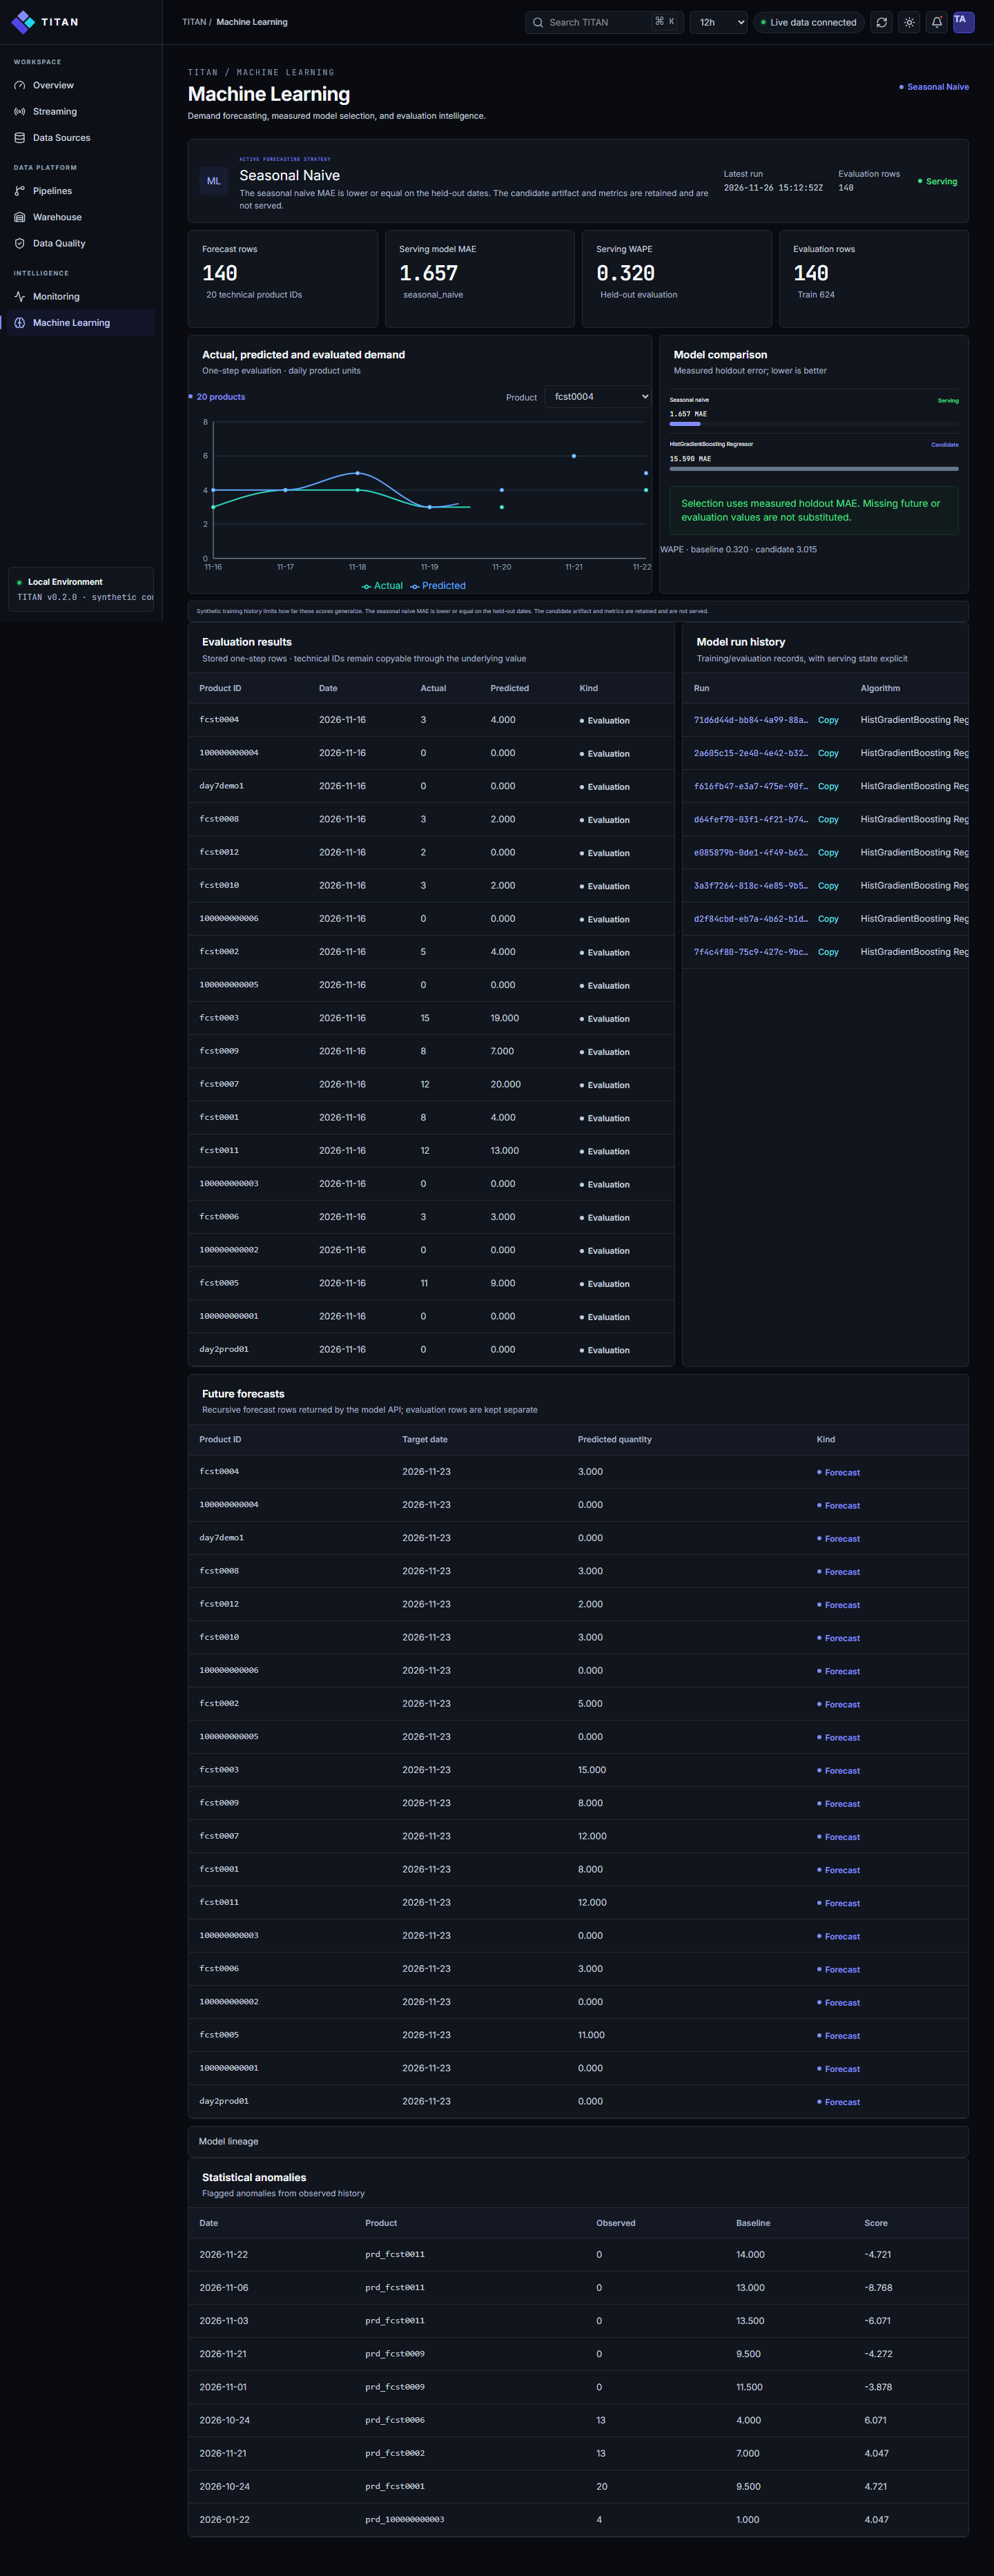 TITAN
TITAN / Machine Learning
Search TITAN
⌘ K
12h
Live data connected
TA
WORKSPACE
Overview
Streaming
Data Sources
DATA PLATFORM
Pipelines
Warehouse
Data Quality
INTELLIGENCE
Monitoring
Machine Learning
Local Environment
TITAN v0.2.0 · synthetic con
TITAN / MACHINE LEARNING
Machine Learning
Demand forecasting, measured model selection, and evaluation intelligence.
Seasonal Naive
ML
ACTIVE FORECASTING STRATEGY
Seasonal Naive
The seasonal naive MAE is lower or equal on the held-out dates. The candidate artifact and metrics are retained and are
not served.
Latest run
2026-11-26 15:12:52Z
Evaluation rows
140
Serving
Forecast rows
140
20 technical product IDs
Serving model MAE
1.657
seasonal_naive
Serving WAPE
0.320
Held-out evaluation
Evaluation rows
140
Train 624
Actual, predicted and evaluated demand
One-step evaluation · daily product units
20 products
Product
fcst0004
8
6
4
2
0
11-16 11-17 11-18 11-19 11-20 11-21 11-22
Actual Predicted
Model comparison
Measured holdout error; lower is better
Seasonal naive Serving
1.657 MAE
HistGradientBoosting Regressor Candidate
15.590 MAE
Selection uses measured holdout MAE. Missing future or
evaluation values are not substituted.
WAPE · baseline 0.320 · candidate 3.015
Synthetic training history limits how far these scores generalize. The seasonal naive MAE is lower or equal on the held-out dates. The candidate artifact and metrics are retained and are not served.
Evaluation results
Stored one-step rows · technical IDs remain copyable through the underlying value
Product ID Date Actual Predicted Kind
fcst0004 2026-11-16 3 4.000 Evaluation
100000000004 2026-11-16 0 0.000 Evaluation
day7demo1 2026-11-16 0 0.000 Evaluation
fcst0008 2026-11-16 3 2.000 Evaluation
fcst0012 2026-11-16 2 0.000 Evaluation
fcst0010 2026-11-16 3 2.000 Evaluation
100000000006 2026-11-16 0 0.000 Evaluation
fcst0002 2026-11-16 5 4.000 Evaluation
100000000005 2026-11-16 0 0.000 Evaluation
fcst0003 2026-11-16 15 19.000 Evaluation
fcst0009 2026-11-16 8 7.000 Evaluation
fcst0007 2026-11-16 12 20.000 Evaluation
fcst0001 2026-11-16 8 4.000 Evaluation
fcst0011 2026-11-16 12 13.000 Evaluation
100000000003 2026-11-16 0 0.000 Evaluation
fcst0006 2026-11-16 3 3.000 Evaluation
100000000002 2026-11-16 0 0.000 Evaluation
fcst0005 2026-11-16 11 9.000 Evaluation
100000000001 2026-11-16 0 0.000 Evaluation
day2prod01 2026-11-16 0 0.000 Evaluation
Model run history
Training/evaluation records, with serving state explicit
Run Algorithm
71d6d44d-bb84-4a99-88a… Copy HistGradientBoosting Reg
2a605c15-2e40-4e42-b32… Copy HistGradientBoosting Reg
f616fb47-e3a7-475e-90f… Copy HistGradientBoosting Reg
d64fef70-03f1-4f21-b74… Copy HistGradientBoosting Reg
e085879b-0de1-4f49-b62… Copy HistGradientBoosting Reg
3a3f7264-818c-4e85-9b5… Copy HistGradientBoosting Reg
d2f84cbd-eb7a-4b62-b1d… Copy HistGradientBoosting Reg
7f4c4f80-75c9-427c-9bc… Copy HistGradientBoosting Reg
Future forecasts
Recursive forecast rows returned by the model API; evaluation rows are kept separate
Product ID Target date Predicted quantity Kind
fcst0004 2026-11-23 3.000 Forecast
100000000004 2026-11-23 0.000 Forecast
day7demo1 2026-11-23 0.000 Forecast
fcst0008 2026-11-23 3.000 Forecast
fcst0012 2026-11-23 2.000 Forecast
fcst0010 2026-11-23 3.000 Forecast
100000000006 2026-11-23 0.000 Forecast
fcst0002 2026-11-23 5.000 Forecast
100000000005 2026-11-23 0.000 Forecast
fcst0003 2026-11-23 15.000 Forecast
fcst0009 2026-11-23 8.000 Forecast
fcst0007 2026-11-23 12.000 Forecast
fcst0001 2026-11-23 8.000 Forecast
fcst0011 2026-11-23 12.000 Forecast
100000000003 2026-11-23 0.000 Forecast
fcst0006 2026-11-23 3.000 Forecast
100000000002 2026-11-23 0.000 Forecast
fcst0005 2026-11-23 11.000 Forecast
100000000001 2026-11-23 0.000 Forecast
day2prod01 2026-11-23 0.000 Forecast
Model lineage
Statistical anomalies
Flagged anomalies from observed history
Date Product Observed Baseline Score
2026-11-22 prd_fcst0011 0 14.000 -4.721
2026-11-06 prd_fcst0011 0 13.000 -8.768
2026-11-03 prd_fcst0011 0 13.500 -6.071
2026-11-21 prd_fcst0009 0 9.500 -4.272
2026-11-01 prd_fcst0009 0 11.500 -3.878
2026-10-24 prd_fcst0006 13 4.000 6.071
2026-11-21 prd_fcst0002 13 7.000 4.047
2026-10-24 prd_fcst0001 20 9.500 4.721
2026-01-22 prd_100000000003 4 1.000 4.047